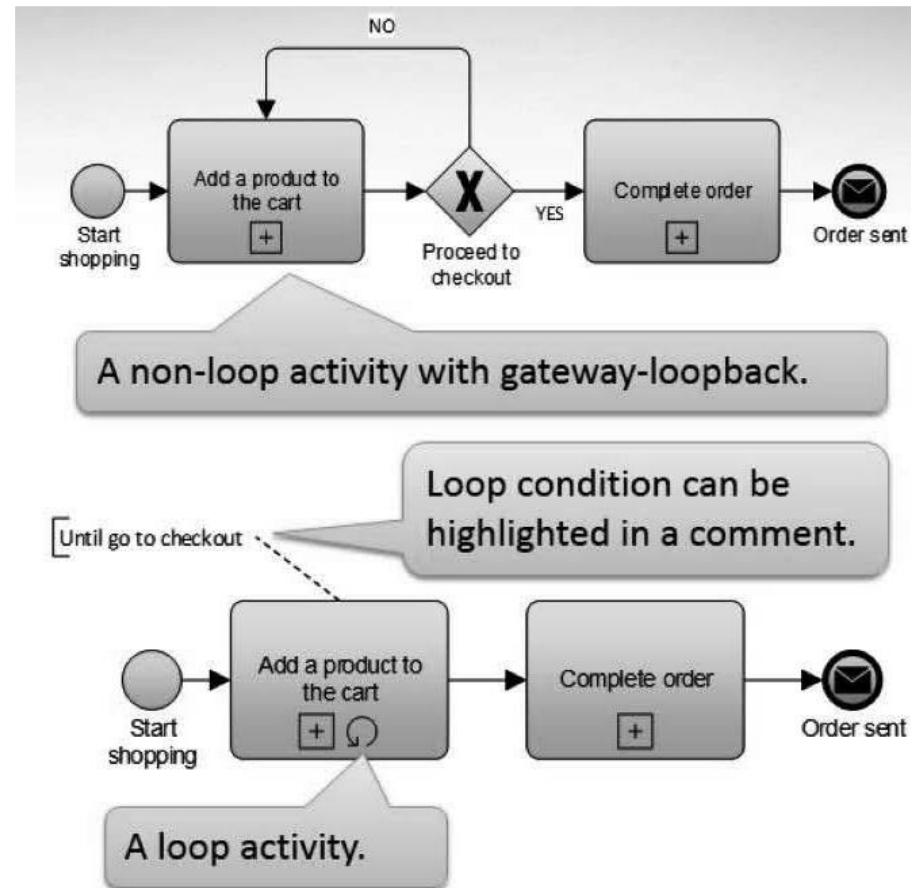 NO
Add a product to
the cart
Start
shopping
Proceed to
checkout
YES
Complete order
Order sent
A non-loop activity with gateway-loopback.
Loop condition can be
highlighted in a comment.
Until go to checkout
Add a product to
the cart
Start
shopping
Complete order
Order sent
A loop activity.